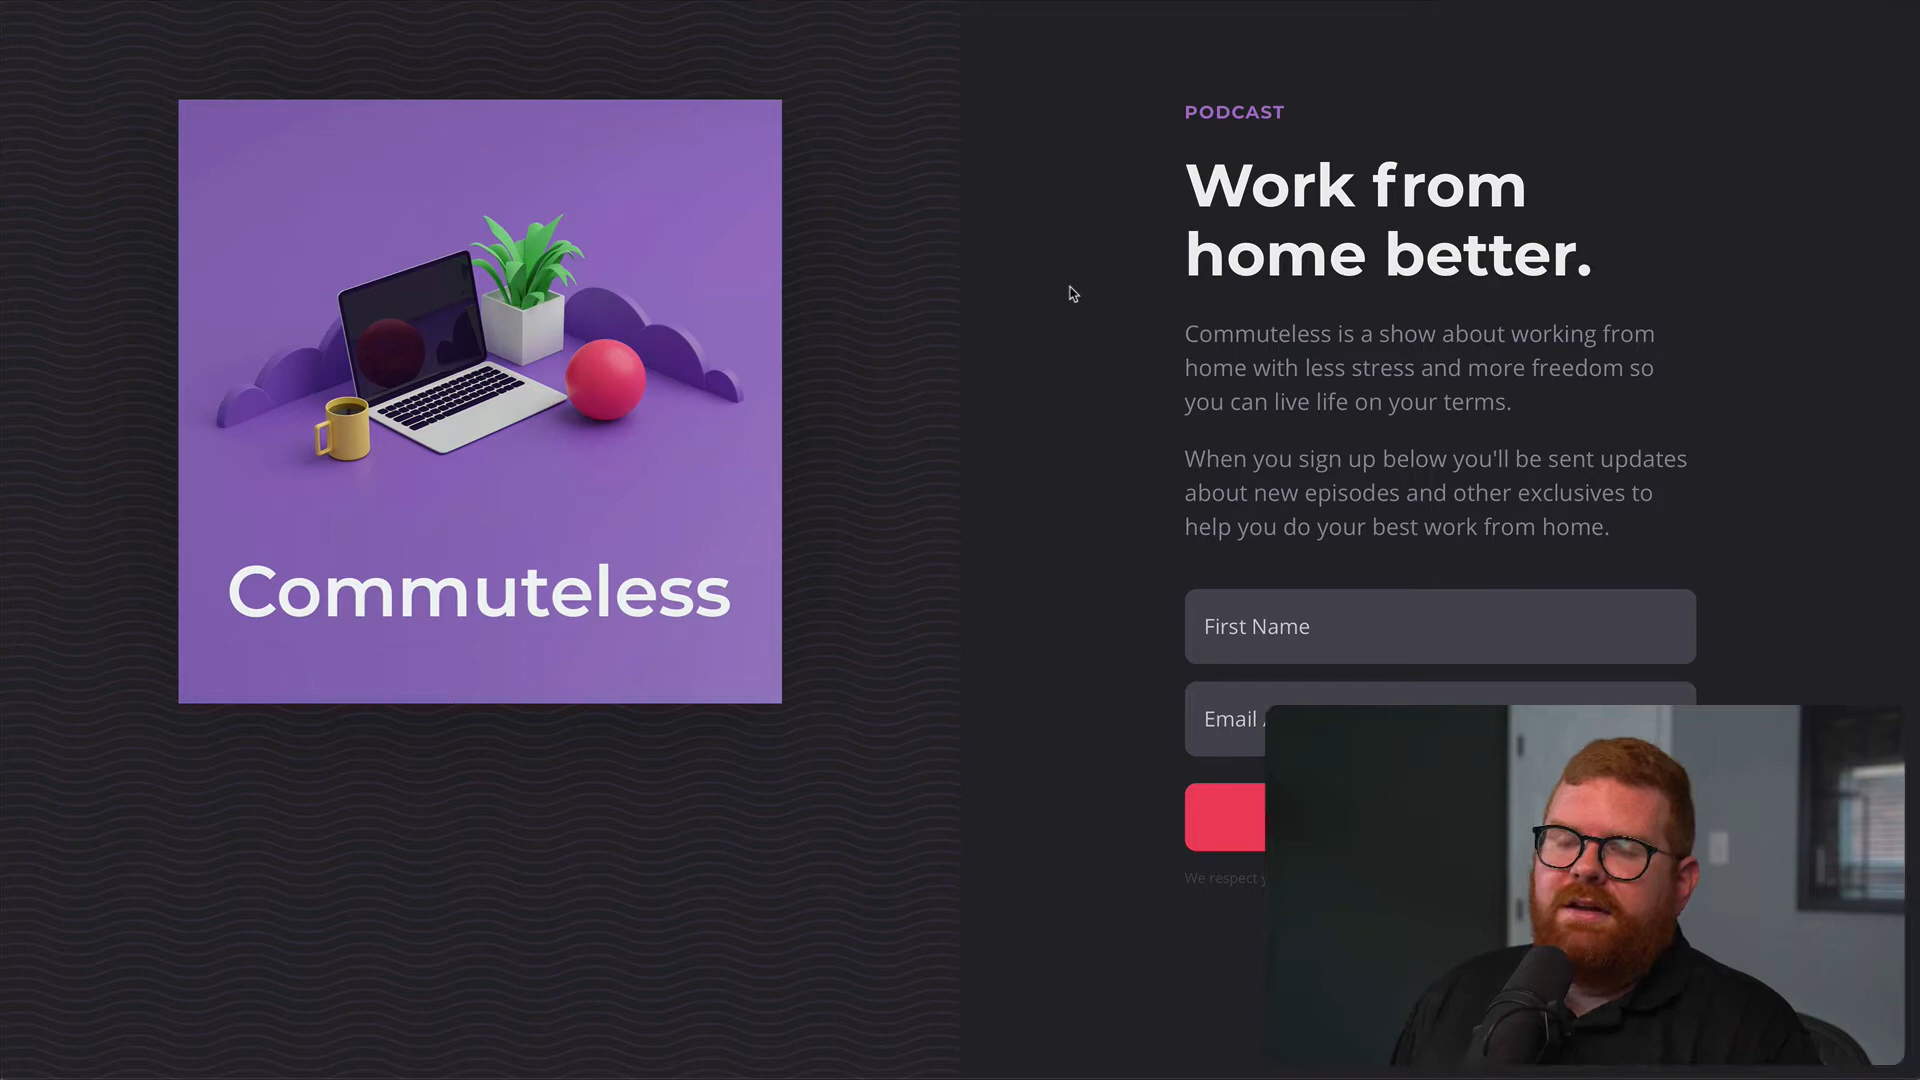 Commuteless
PODCAST
Work from
home better.
Commuteless is a show about working from
home with less stress and more freedom so
you can live life on your terms.
When you sign up below you'll be sent updates
about new episodes and other exclusives to
help you do your best work from home.
First Name
Email
We respect